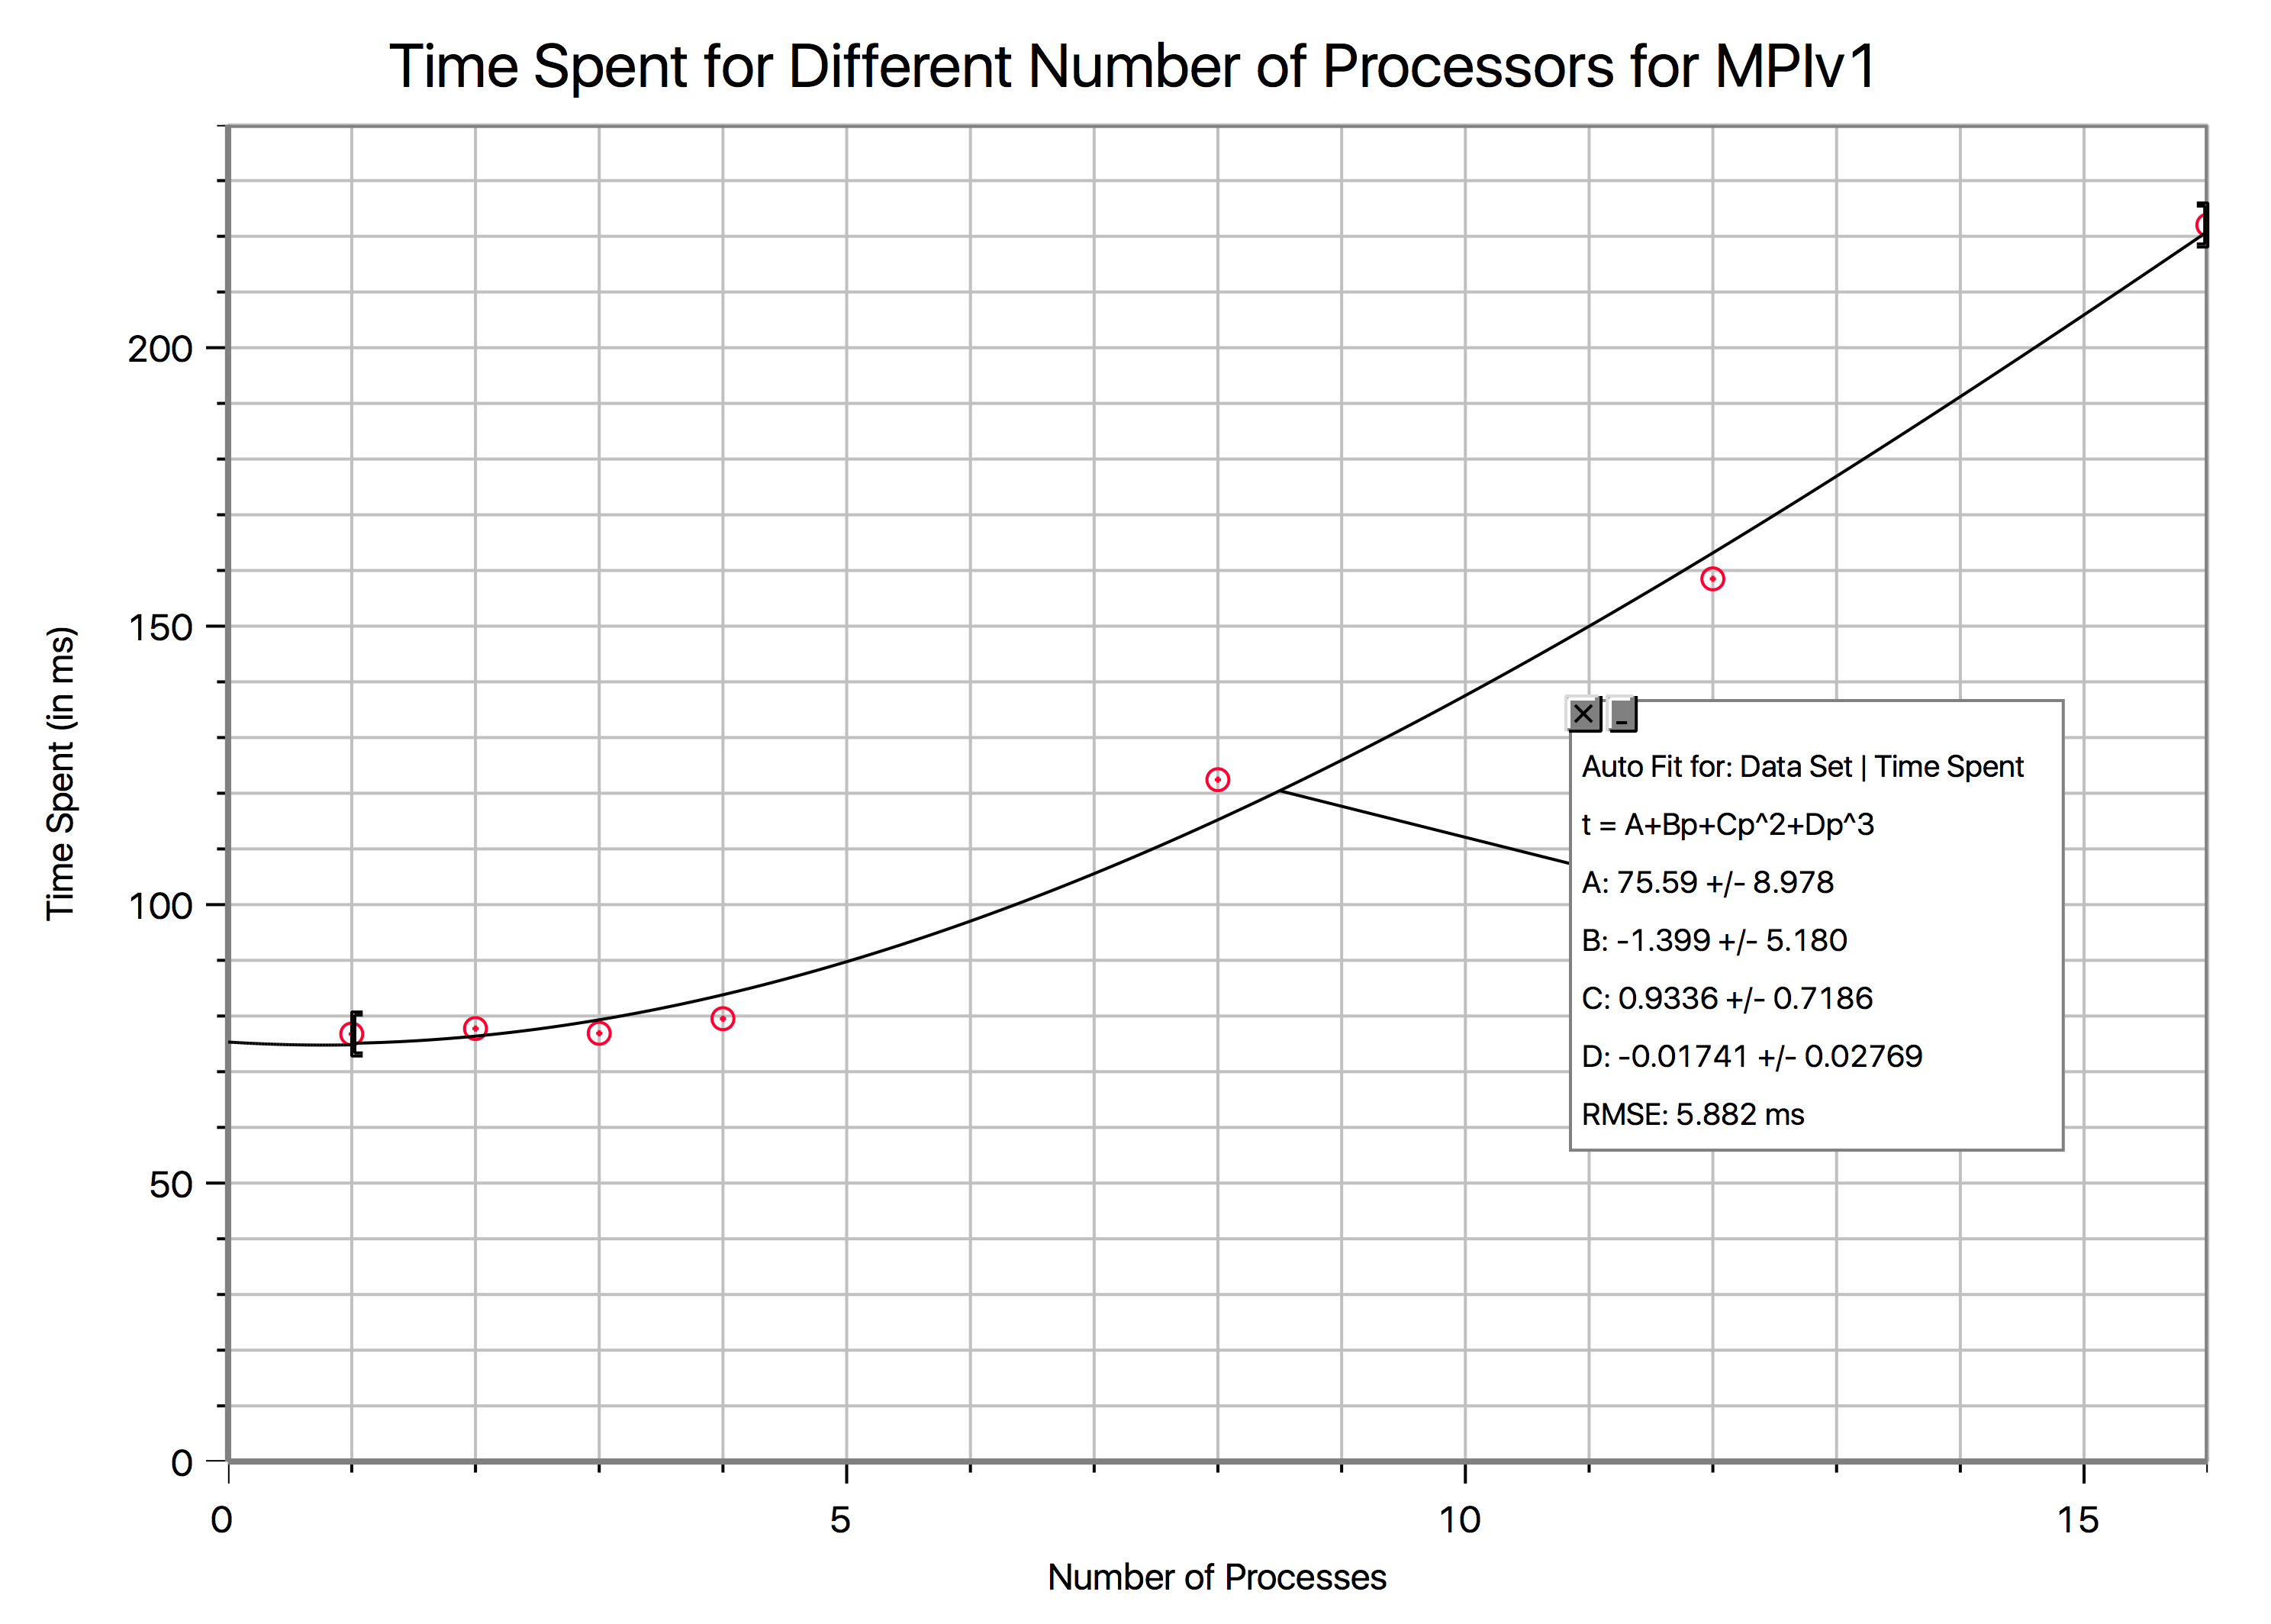 Time Spent for Different Number of Processors for MPIv1
200
150
100
50
0
Time Spent (in ms)
Auto Fit for: Data Set | Time Spent
t = A+Bp+Cp^2+Dp^3
A: 75.59 +/- 8.978
B: -1.399 +/- 5.180
C: 0.9336 +/- 0.7186
D: -0.01741 +/- 0.02769
RMSE: 5.882 ms
0
5
10
15
Number of Processes